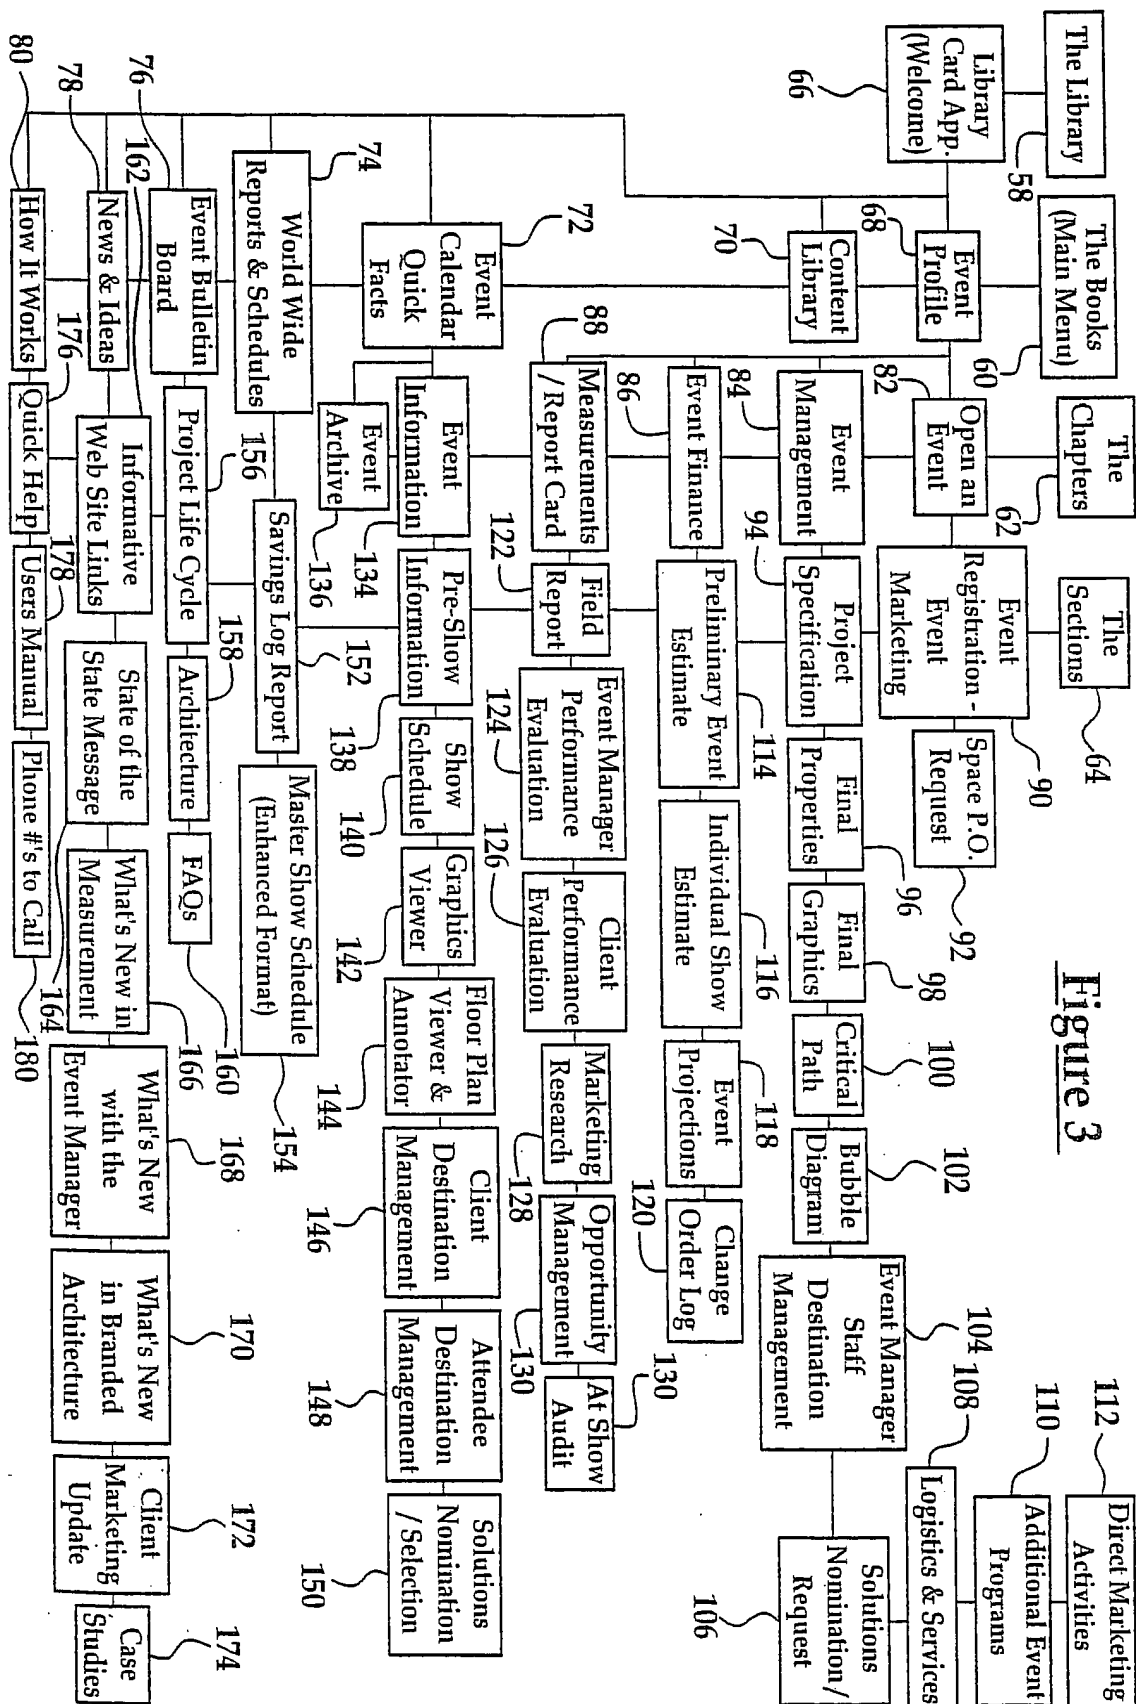 Figure 3
The Library
58
Library
Card App.
(Welcome)
66
The Books
(Main Menu)
60
The
Chapters
62
The
Sections
64
Event
Profile
68
Content
Library
70
Event
Calendar
Quick
Facts
72
World Wide
Reports & Schedules
74
Event Bulletin
Board
76
News & Ideas
78
How It Works
80
Open an
Event
82
Event
Management
84
Event Finance
86
Measurements
/ Report Card
88
Event
Registration -
Event
Marketing
90
Space P.O.
Request
92
Project
Specification
94
Final
Properties
96
Final
Graphics
98
Critical
Path
100
Bubble
Diagram
102
Event Manager
Staff
Destination
Management
104
Solutions
Nomination/
Request
106
Logistics & Services
108
Additional Event
Programs
110
Direct Marketing
Activities
112
Preliminary Event
Estimate
114
Individual Show
Estimate
116
Event
Projections
118
Change
Order Log
120
Field
Report
122
Event Manager
Performance
Evaluation
124
Client
Performance
Evaluation
126
Marketing
Research
128
Opportunity
Management
130
At Show
Audit
130
Event
Information
134
Event
Archive
136
Pre-Show
Information
138
Show
Schedule
140
Graphics
Viewer
142
Floor Plan
Viewer &
Annotator
144
Client
Destination
Management
146
Attendee
Destination
Management
148
Solutions
Nomination
/Selection
150
Savings Log Report
152
Master Show Schedule
(Enhanced Format)
154
Project Life Cycle
156
Architecture
158
FAQs
160
Informative
Web Site Links
162
State of the
State Message
164
What's New in
Measurement
166
What's New
with the
Event Manager
168
What's New
in Branded
Architecture
170
Client
Marketing
Update
172
Case
Studies
174
Quick Help
176
Users Manual
178
Phone #'s to Call
180